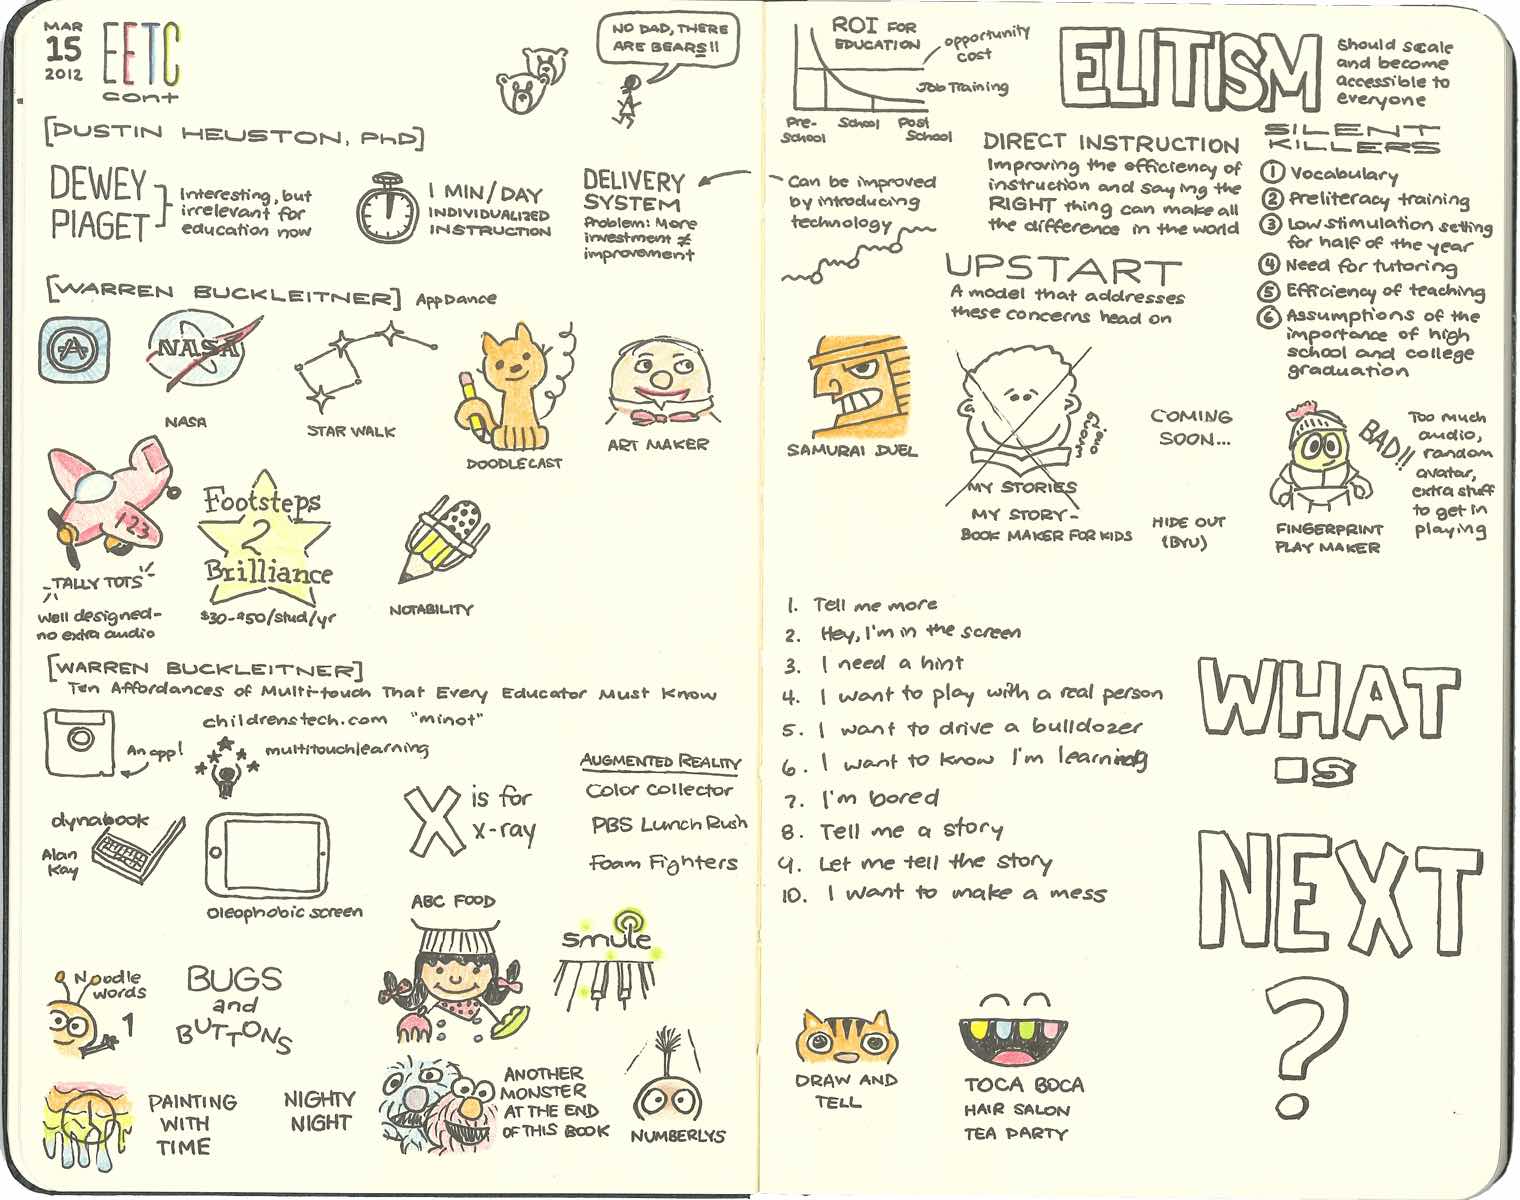 MAR
15
2012
EETC
cont
NO DAD, THERE
ARE BEARS!!
[DUSTIN HEUSTON, PhD]
DEWEY
PIAGET
Interesting, but
irrelevant for
education now
1 MIN/DAY
INDIVIDUALIZED
INSTRUCTION
DELIVERY
SYSTEM
Problem: More
investment ≠
improvement
[WARREN BUCKLEITNER] App Dance
A
NASA
NASA
STAR WALK
DOODLECAST
ART MAKER
123
TALLY TOTS
Well designed-
no extra audio
Footsteps
2
Brilliance
$30-$50/stud/yr
NOTABILITY
[WARREN BUCKLEITNER]
Ten Affordances of Multi-touch That Every Educator Must Know
childrenstech.com "minot"
An app!
multitouchlearning
dynabook
Alan
Kay
Oleophobic screen
X is for
x-ray
AUGMENTED REALITY
Color Collector
PBS Lunch Rush
Foam Fighters
ABC FOOD
smule
Noodle
words
1
BUGS
and
BUTTONS
PAINTING
WITH
TIME
NIGHTY
NIGHT
ANOTHER
MONSTER
AT THE END
OF THIS BOOK
NUMBERLYS
ROI FOR
EDUCATION
opportunity
cost
Job Training
Pre-
School
School
Post
School
ELITISM
Should scale
and become
accessible to
everyone
Can be improved
by introducing
technology
DIRECT INSTRUCTION
Improving the efficiency of
instruction and saying the
RIGHT thing can make all
the difference in the world
SILENT
KILLERS
1 Vocabulary
2 Preliteracy training
3 Low stimulation setting
for half of the year
4 Need for tutoring
5 Efficiency of teaching
6 Assumptions of the
importance of high
school and college
graduation
UPSTART
A model that addresses
these concerns head on
SAMURAI DUEL
wrong
one!
MY STORIES
MY STORY-
BOOK MAKER FOR KIDS
COMING
SOON...
HIDE OUT
(BYU)
BAD!!
FINGERPRINT
PLAY MAKER
Too much
audio,
random
avatar,
extra stuff
to get in
playing
1. Tell me more
2. Hey, I'm in the screen
3. I need a hint
4. I want to play with a real person
5. I want to drive a bulldozer
6. I want to know I'm learning
7. I'm bored
8. Tell me a story
9. Let me tell the story
10. I want to make a mess
WHAT
IS
NEXT
?
DRAW AND
TELL
TOCA BOCA
HAIR SALON
TEA PARTY